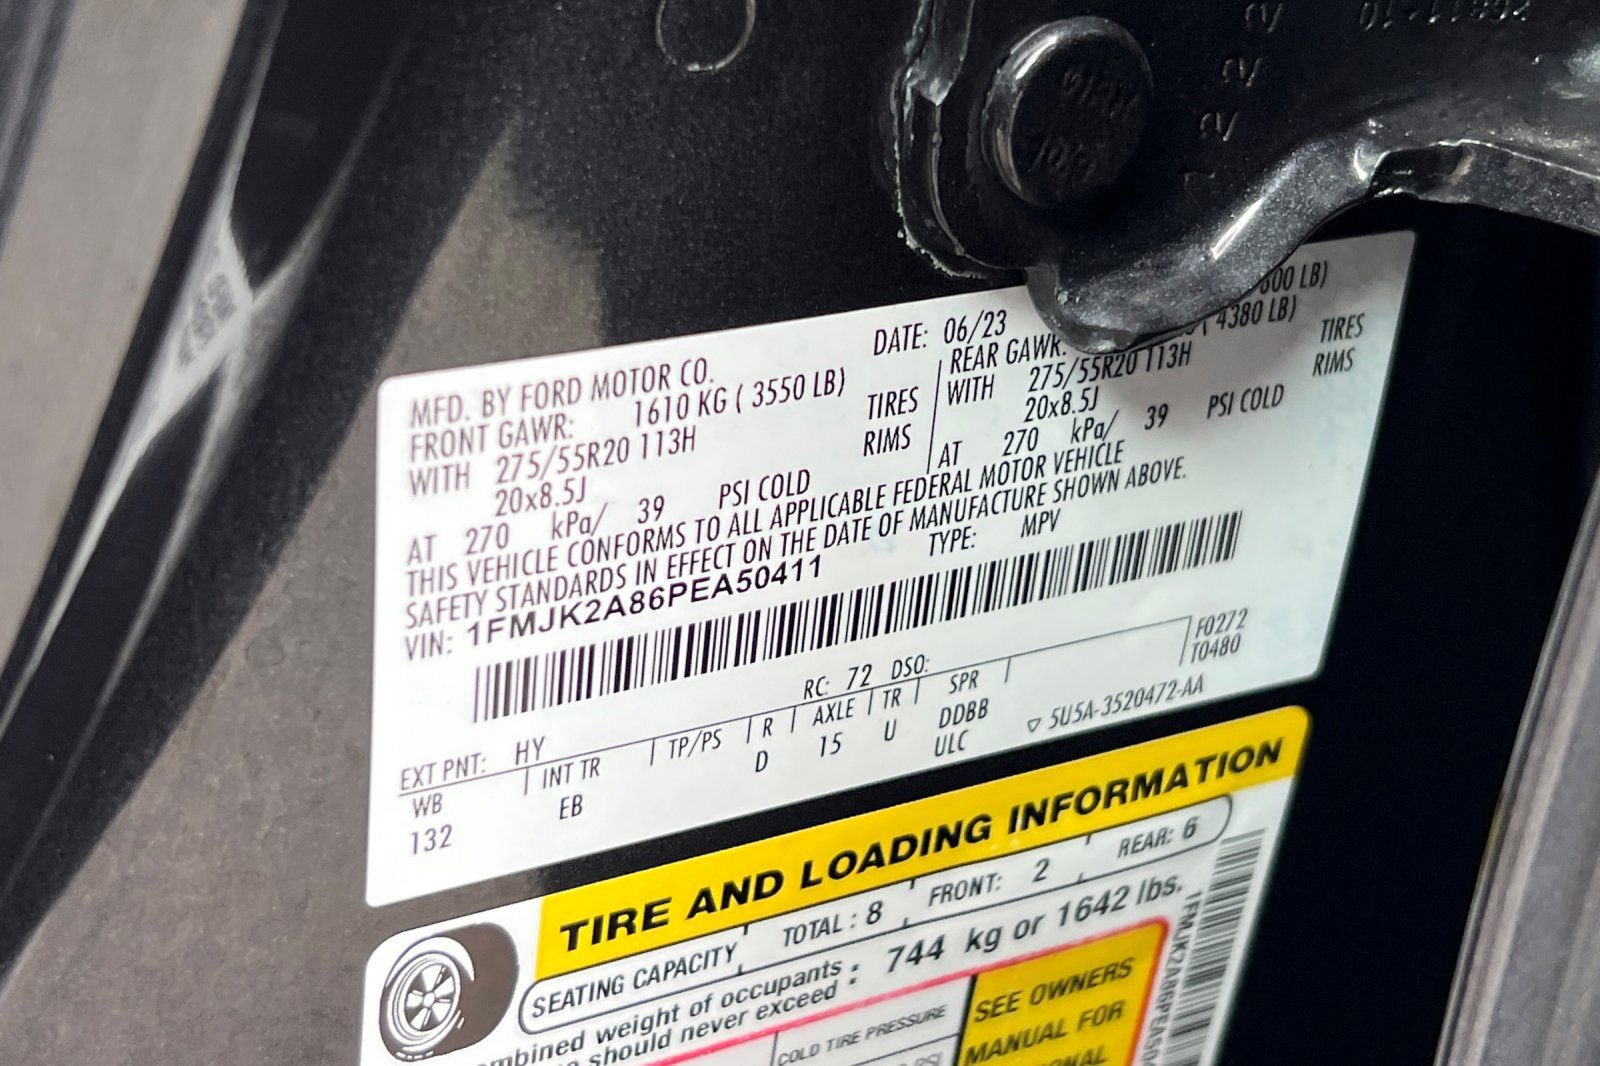 DATE: 06/23
600 LB)
MFD. BY FORD MOTOR CO.
FRONT GAWR: 1610 KG ( 3550 LB)
WITH 275/55R20 113H TIRES
20x8.5J RIMS
AT 270 kPa/ 39 PSI COLD
REAR GAWR: ( 4380 LB)
WITH 275/55R20 113H TIRES
20x8.5J RIMS
AT 270 kPa/ 39 PSI COLD
THIS VEHICLE CONFORMS TO ALL APPLICABLE FEDERAL MOTOR VEHICLE
SAFETY STANDARDS IN EFFECT ON THE DATE OF MANUFACTURE SHOWN ABOVE.
VIN: 1FMJK2A86PEA50411 TYPE: MPV
F0272
T0480
EXT PNT: HY RC: 72 DSO:
WB INT TR TP/PS R AXLE TR SPR
132 EB D 15 U DDBB
ULC
5U5A-3520472-AA
TIRE AND LOADING INFORMATION
SEATING CAPACITY TOTAL : 8 FRONT: 2 REAR: 6
of occupants : 744 kg or 1642 lbs.
should never exceed :
weight
COLD TIRE PRESSURE
SEE OWNERS
MANUAL FOR